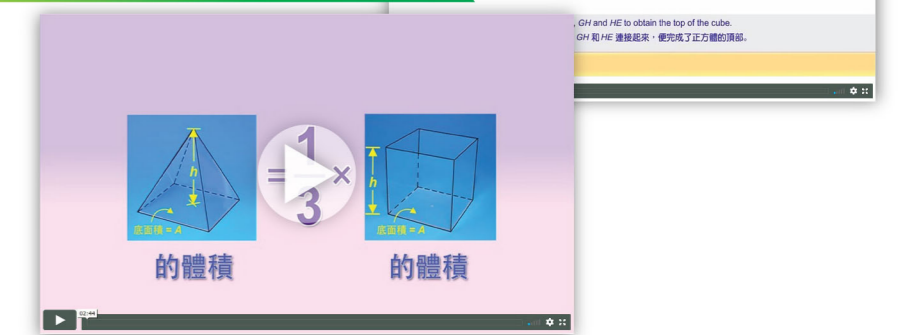 , GH and HE to obtain the top of the cube.
GH 和 HE 連接起來，便完成了正方體的頂部。
h
底面積 = A
= 1/3 ×
h
底面積 = A
的體積
的體積
02:44